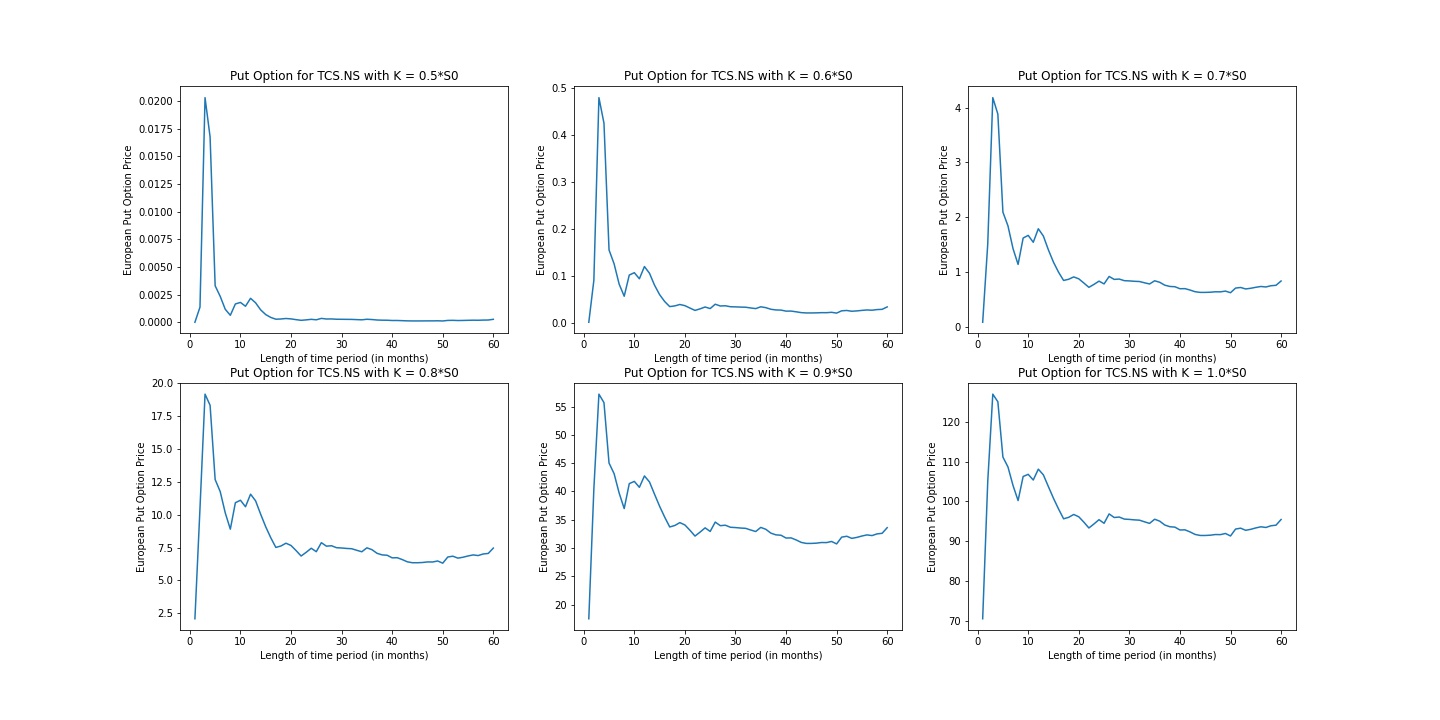 Put Option for TCS.NS with K = 0.5*S0
European Put Option Price
0.0200
0.0175
0.0150
0.0125
0.0100
0.0075
0.0050
0.0025
0.0000
0 10 20 30 40 50 60
Length of time period (in months)
Put Option for TCS.NS with K = 0.6*S0
European Put Option Price
0.5
0.4
0.3
0.2
0.1
0.0
0 10 20 30 40 50 60
Length of time period (in months)
Put Option for TCS.NS with K = 0.7*S0
European Put Option Price
4
3
2
1
0
0 10 20 30 40 50 60
Length of time period (in months)
Put Option for TCS.NS with K = 0.8*S0
European Put Option Price
20.0
17.5
15.0
12.5
10.0
7.5
5.0
2.5
0 10 20 30 40 50 60
Length of time period (in months)
Put Option for TCS.NS with K = 0.9*S0
European Put Option Price
55
50
45
40
35
30
25
20
0 10 20 30 40 50 60
Length of time period (in months)
Put Option for TCS.NS with K = 1.0*S0
European Put Option Price
120
110
100
90
80
70
0 10 20 30 40 50 60
Length of time period (in months)